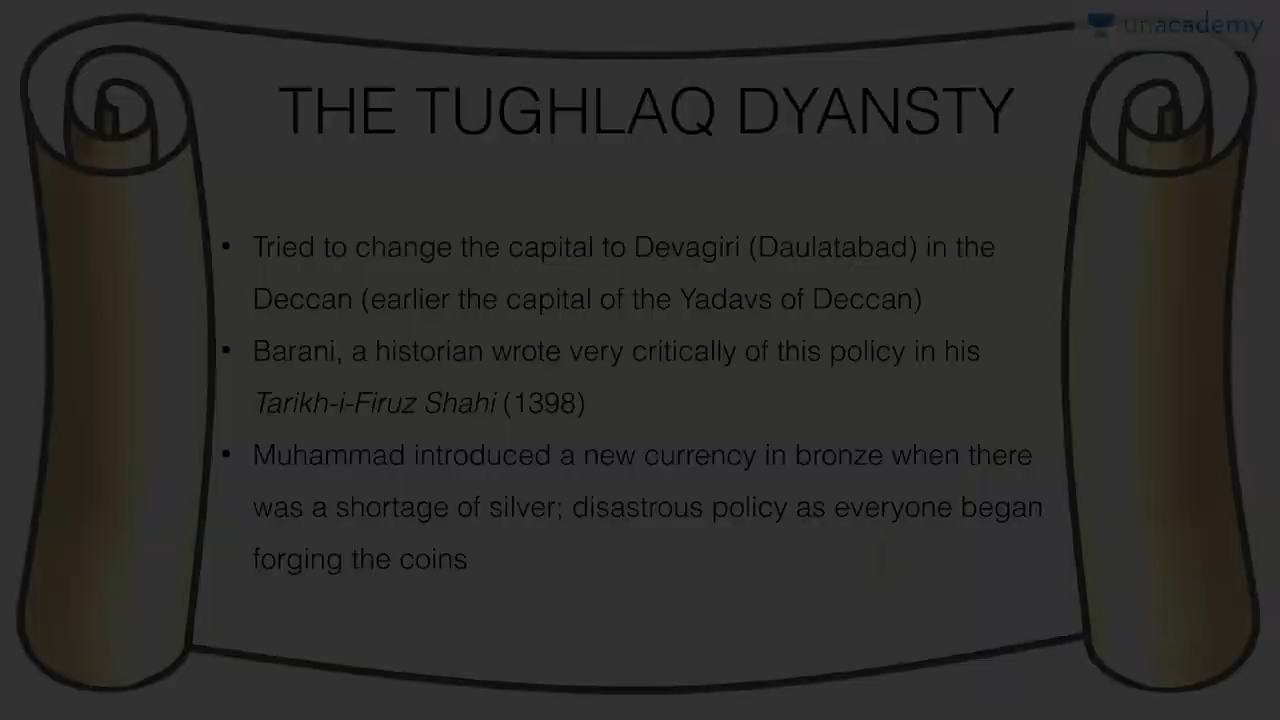 unacademy
THE TUGHLAQ DYANSTY
• Tried to change the capital to Devagiri (Daulatabad) in the
Deccan (earlier the capital of the Yadavs of Deccan)
• Barani, a historian wrote very critically of this policy in his
Tarikh-i-Firuz Shahi (1398)
• Muhammad introduced a new currency in bronze when there
was a shortage of silver; disastrous policy as everyone began
forging the coins